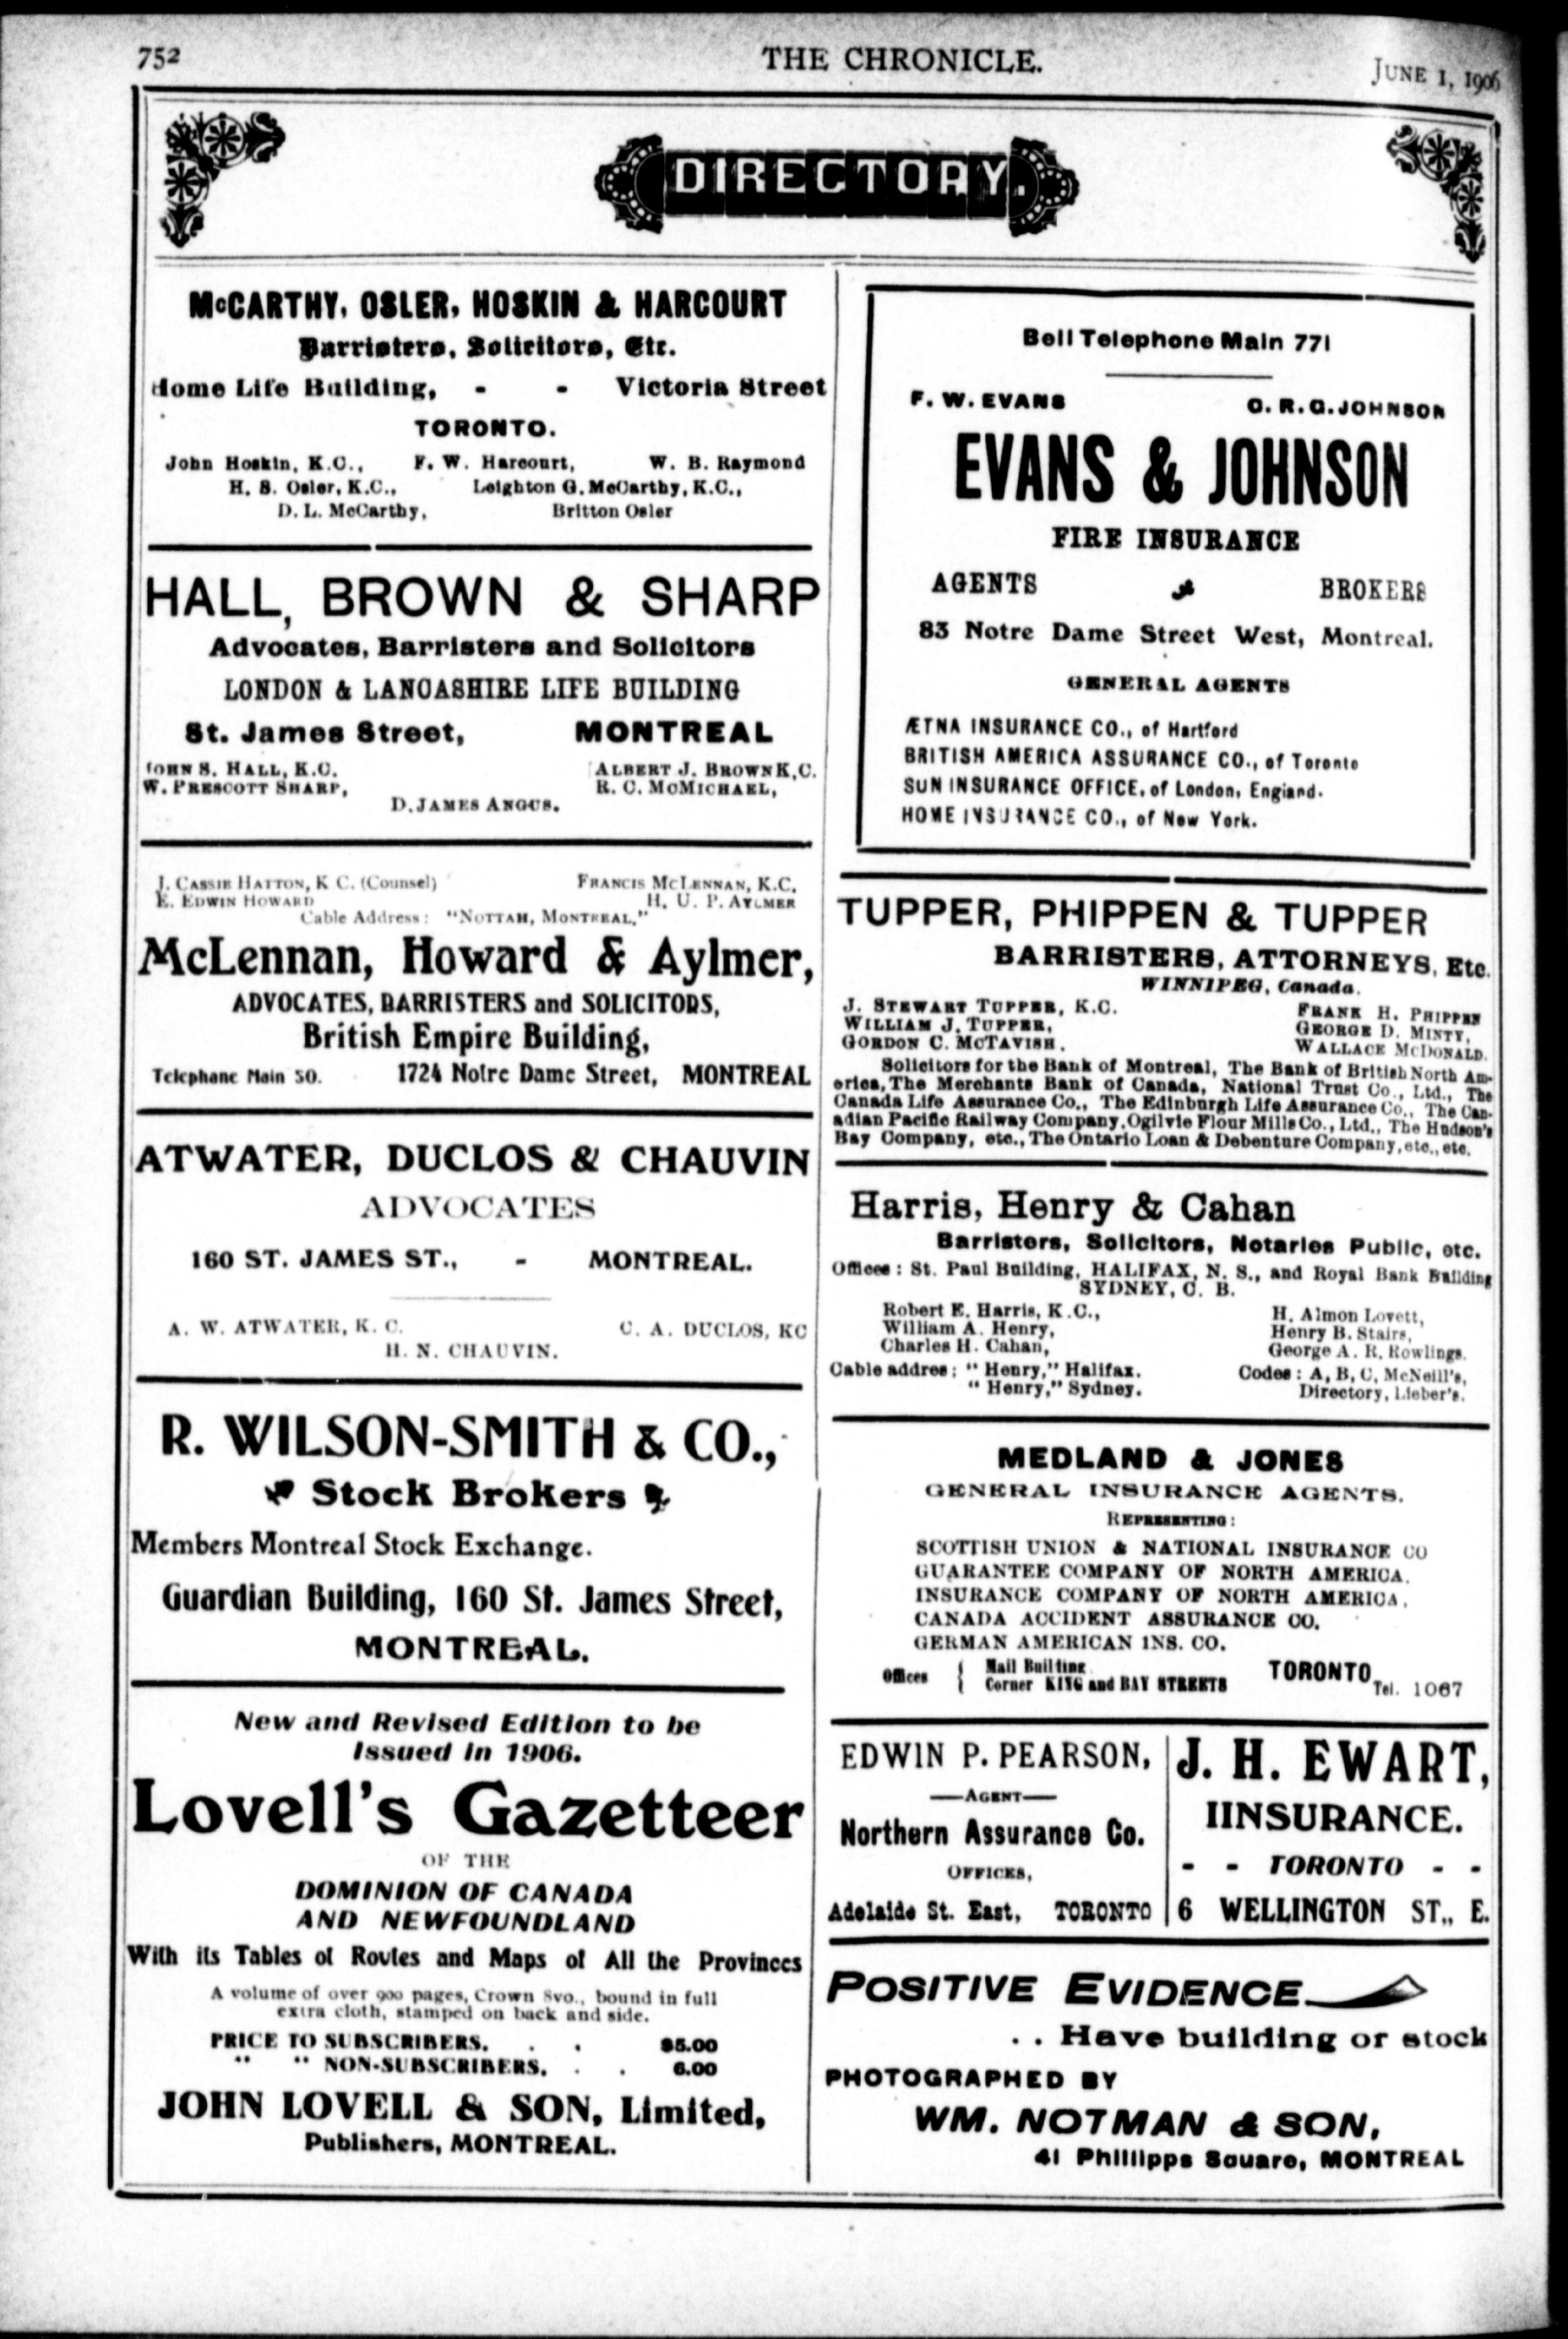 752
THE CHRONICLE.
JUNE 1, 1906
DIRECTORY.
McCARTHY, OSLER, HOSKIN & HARCOURT
Barristers, Solicitors, Etc.
Home Life Building, - - Victoria Street
TORONTO.
John Hoskin, K.C., F. W. Harcourt, W. B. Raymond
H. S. Osler, K.C., Leighton G. McCarthy, K.C.,
D. L. McCarthy, Britton Osler
HALL, BROWN & SHARP
Advocates, Barristers and Solicitors
LONDON & LANCASHIRE LIFE BUILDING
St. James Street, MONTREAL
JOHN S. HALL, K.C. ALBERT J. BROWN K.C.
W. PRESCOTT SHARP, R. C. MCMICHAEL,
D. JAMES ANGUS.
J. CASSIE HATTON, K C. (Counsel) FRANCIS MCLENNAN, K.C.
E. EDWIN HOWARD H. U. P. AYLMER
Cable Address: "NOTTAH, MONTREAL."
McLennan, Howard & Aylmer,
ADVOCATES, BARRISTERS and SOLICITORS,
British Empire Building,
Telephone Main 50. 1724 Notre Dame Street, MONTREAL
ATWATER, DUCLOS & CHAUVIN
ADVOCATES
160 ST. JAMES ST., - MONTREAL.
A. W. ATWATER, K. C. C. A. DUCLOS, KC
H. N. CHAUVIN.
R. WILSON-SMITH & CO.,
Stock Brokers
Members Montreal Stock Exchange.
Guardian Building, 160 St. James Street,
MONTREAL.
New and Revised Edition to be
Issued in 1906.
Lovell's Gazetteer
OF THE
DOMINION OF CANADA
AND NEWFOUNDLAND
With its Tables of Routes and Maps of All the Provinces
A volume of over 900 pages, Crown 8vo., bound in full
extra cloth, stamped on back and side.
PRICE TO SUBSCRIBERS. . . $5.00
" " NON-SUBSCRIBERS. . . 6.00
JOHN LOVELL & SON, Limited,
Publishers, MONTREAL.
Bell Telephone Main 771
F. W. EVANS C. R. G. JOHNSON
EVANS & JOHNSON
FIRE INSURANCE
AGENTS BROKERS
83 Notre Dame Street West, Montreal.
GENERAL AGENTS
ÆTNA INSURANCE CO., of Hartford
BRITISH AMERICA ASSURANCE CO., of Toronto
SUN INSURANCE OFFICE, of London, England.
HOME INSURANCE CO., of New York.
TUPPER, PHIPPEN & TUPPER
BARRISTERS, ATTORNEYS, Etc.
WINNIPEG, Canada.
J. STEWART TUPPER, K.C. FRANK H. PHIPPEN
WILLIAM J. TUPPER, GEORGE D. MINTY,
GORDON C. MCTAVISH. WALLACE MCDONALD.
Solicitors for the Bank of Montreal, The Bank of British North Am-
erica, The Merchants Bank of Canada, National Trust Co., Ltd., The
Canada Life Assurance Co., The Edinburgh Life Assurance Co., The Can-
adian Pacific Railway Company, Ogilvie Flour Mills Co., Ltd., The Hudson's
Bay Company, etc., The Ontario Loan & Debenture Company, etc., etc.
Harris, Henry & Cahan
Barristers, Solicitors, Notaries Public, etc.
Offices: St. Paul Building, HALIFAX, N. S., and Royal Bank Building
SYDNEY, C. B.
Robert E. Harris, K.C., H. Almon Lovett,
William A. Henry, Henry B. Stairs,
Charles H. Cahan, George A. R. Rowlings.
Cable addres: "Henry," Halifax. Codes: A, B, C, McNeill's,
"Henry," Sydney. Directory, Lieber's.
MEDLAND & JONES
GENERAL INSURANCE AGENTS.
REPRESENTING:
SCOTTISH UNION & NATIONAL INSURANCE CO
GUARANTEE COMPANY OF NORTH AMERICA.
INSURANCE COMPANY OF NORTH AMERICA,
CANADA ACCIDENT ASSURANCE CO.
GERMAN AMERICAN INS. CO.
Offices { Mail Building
Corner KING and BAY STREETS TORONTO Tel. 1067
EDWIN P. PEARSON,
—AGENT—
Northern Assurance Co.
OFFICES,
Adelaide St. East, TORONTO
J. H. EWART,
IINSURANCE.
- - TORONTO - -
6 WELLINGTON ST., E.
POSITIVE EVIDENCE
. . Have building or stock
PHOTOGRAPHED BY
WM. NOTMAN & SON,
41 Phillipps Square, MONTREAL